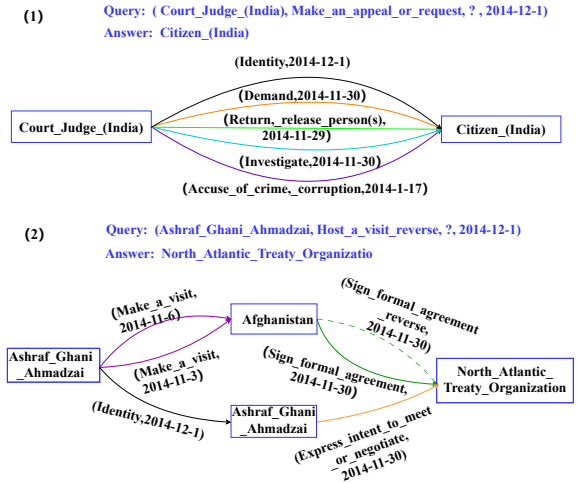 (1)
Query: ( Court_Judge_(India), Make_an_appeal_or_request, ? , 2014-12-1)
Answer: Citizen_(India)
(Identity,2014-12-1)
(Demand,2014-11-30)
(Return,_release_person(s),
2014-11-29)
Court_Judge_(India)
Citizen_(India)
(Investigate,2014-11-30)
(Accuse_of_crime,_corruption,2014-1-17)
(2)
Query: (Ashraf_Ghani_Ahmadzai, Host_a_visit_reverse, ?, 2014-12-1)
Answer: North_Atlantic_Treaty_Organizatio
(Make_a_visit,
2014-11-6)
Afghanistan
(Sign_formal_agreement
_reverse,
2014-11-30)
Ashraf_Ghani
_Ahmadzai
(Make_a_visit,
2014-11-3)
(Sign_formal_agreement,
2014-11-30)
North_Atlantic_
Treaty_Organization
(Identity,2014-12-1)
Ashraf_Ghani
_Ahmadzai
(Express_intent_to_meet
_or_negotiate,
2014-11-30)